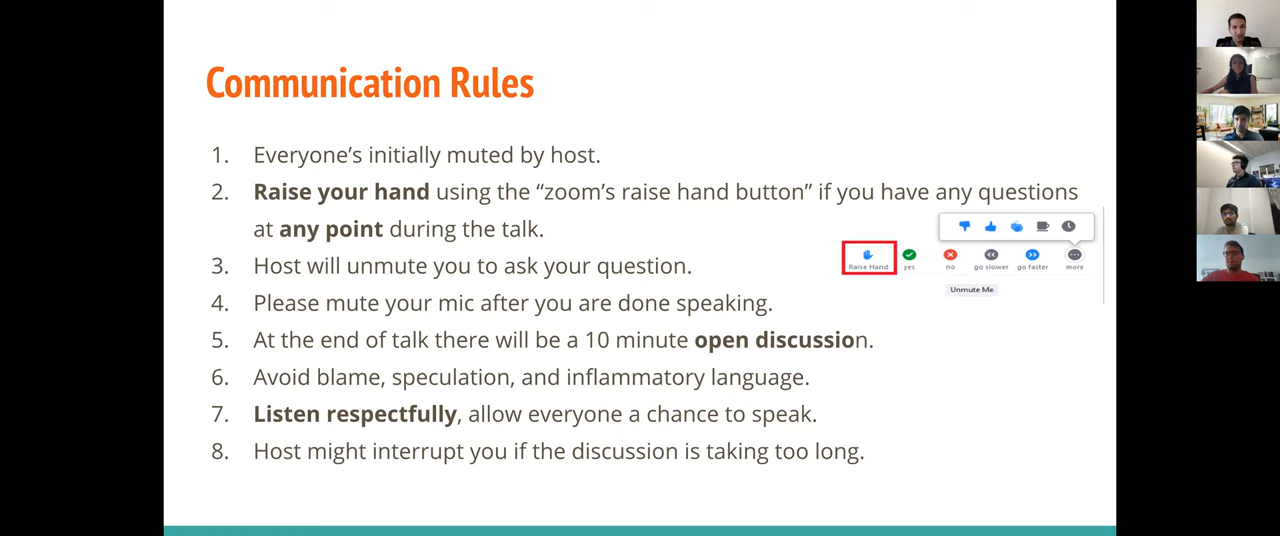 Communication Rules
1. Everyone's initially muted by host.
2. Raise your hand using the “zoom's raise hand button” if you have any questions
at any point during the talk.
3. Host will unmute you to ask your question.
Raise Hand yes no go slower go faster more
Unmute Me
4. Please mute your mic after you are done speaking.
5. At the end of talk there will be a 10 minute open discussion.
6. Avoid blame, speculation, and inflammatory language.
7. Listen respectfully, allow everyone a chance to speak.
8. Host might interrupt you if the discussion is taking too long.